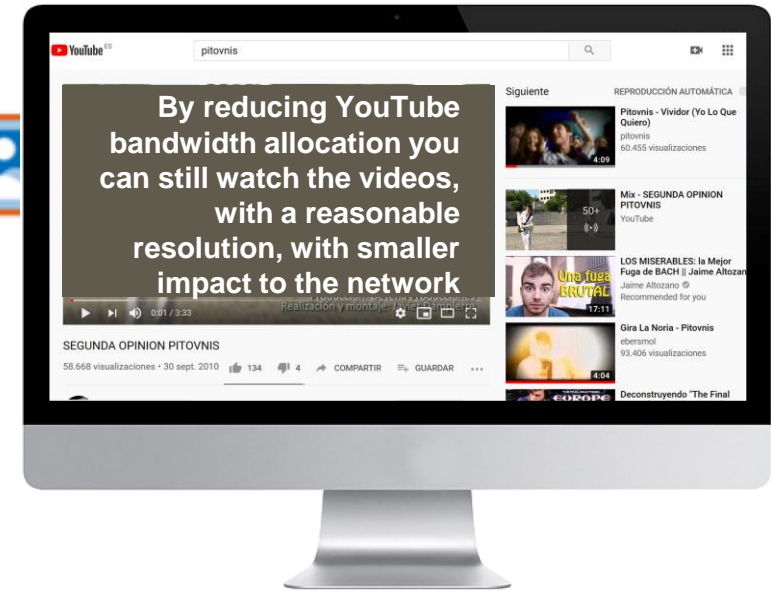 YouTube ES
pitovnis
By reducing YouTube
bandwidth allocation you
can still watch the videos,
with a reasonable
resolution, with smaller
impact to the network
Realización y montaje:
0:01 / 3:33
SEGUNDA OPINION PITOVNIS
58.668 visualizaciones • 30 sept. 2010 134 4 COMPARTIR GUARDAR ...
Siguiente REPRODUCCIÓN AUTOMÁTICA
Pitovnis - Vividor (Yo Lo Que
Quiero)
pitovnis
60.455 visualizaciones
4:09
Mix - SEGUNDA OPINION
PITOVNIS
YouTube
50+
LOS MISERABLES: la Mejor
Fuga de BACH || Jaime Altozan
Jaime Altozano
Recommended for you
Una fuga
BRUTAL
17:11
Gira La Noria - Pitovnis
ebersmol
93.406 visualizaciones
4:04
Deconstruyendo "The Final
EUROPE